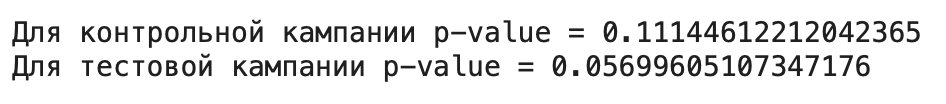 Для контрольной кампании p-value = 0.11144612212042365
Для тестовой кампании p-value = 0.05699605107347176